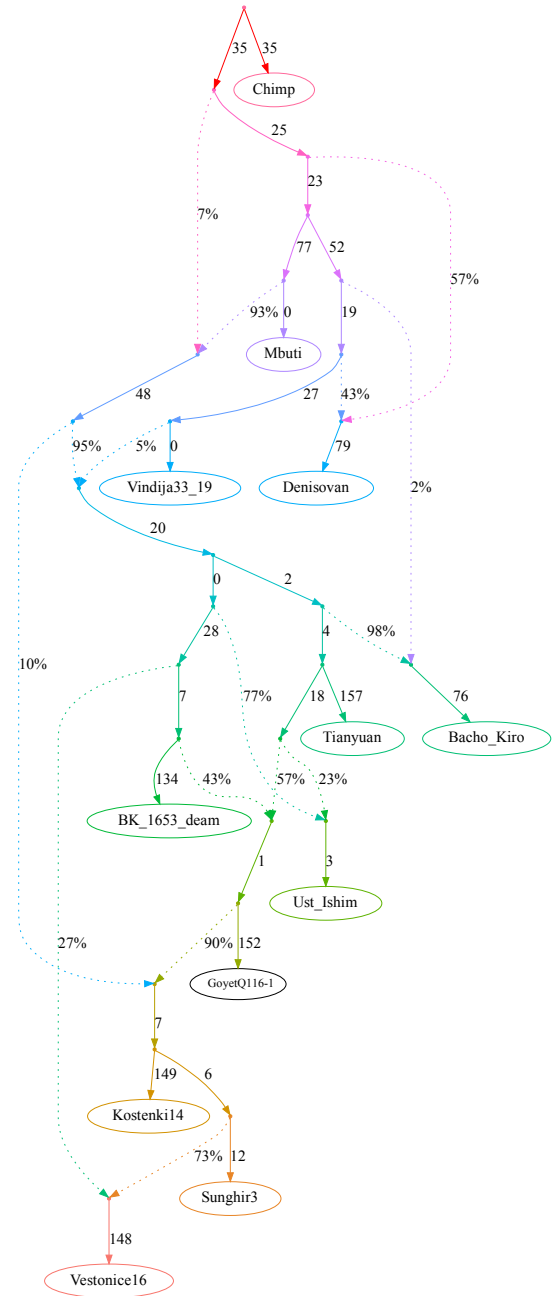 35 35
Chimp
25
23
7%
77 52
57%
93% 0 19
Mbuti
48 27 43%
95% 5% 0 79
Vindija33_19 Denisovan
2%
20
0 2
28 4 98%
10% 77%
7 18 157 76
Tianyuan Bacho_Kiro
134 43% 57% 23%
BK_1653_deam
1 3
Ust_Ishim
27% 90% 152
GoyetQ116-1
7
149 6
Kostenki14
73% 12
Sunghir3
148
Vestonice16